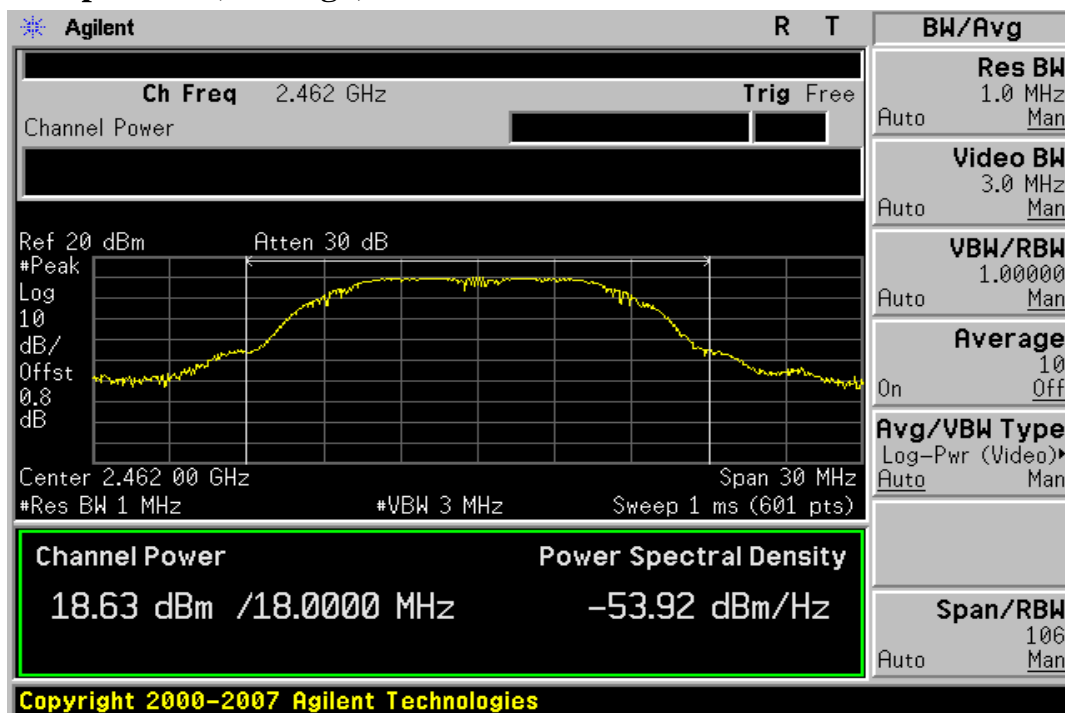 Agilent R T
BW/Avg
Ch Freq 2.462 GHz Trig Free
Channel Power
Ref 20 dBm Atten 30 dB
#Peak
Log
10
dB/
Offst
0.8
dB
Center 2.462 00 GHz Span 30 MHz
#Res BW 1 MHz #VBW 3 MHz Sweep 1 ms (601 pts)
Channel Power Power Spectral Density
18.63 dBm /18.0000 MHz -53.92 dBm/Hz
Res BW
1.0 MHz
Auto Man
Video BW
3.0 MHz
Auto Man
VBW/RBW
1.00000
Auto Man
Average
10
On Off
Avg/VBW Type
Log-Pwr (Video)
Auto Man
Span/RBW
106
Auto Man
Copyright 2000-2007 Agilent Technologies